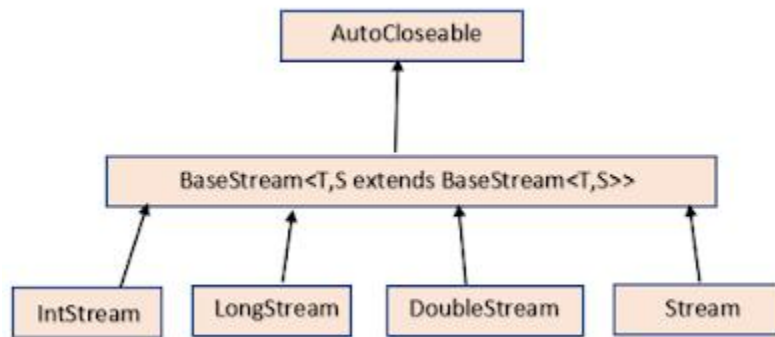 AutoCloseable
BaseStream<T,S extends BaseStream<T,S>>
IntStream
LongStream
DoubleStream
Stream